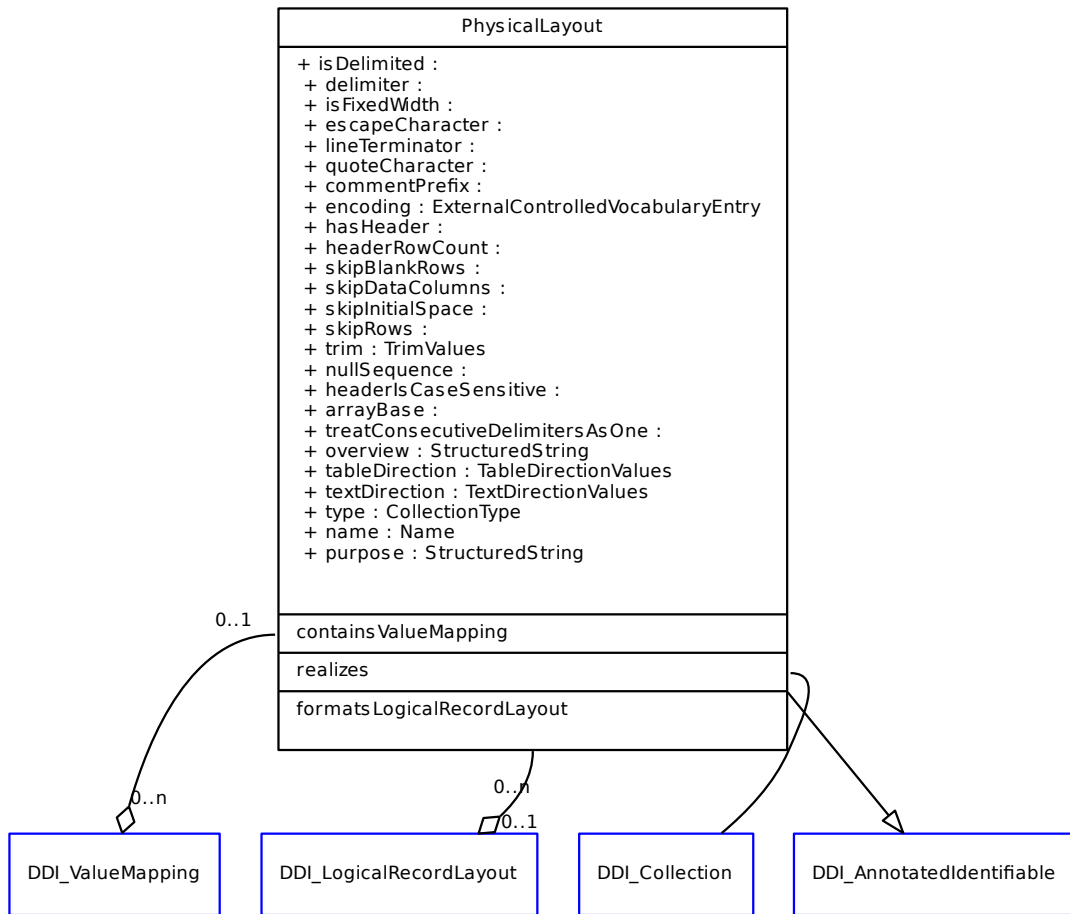 PhysicalLayout
+ isDelimited :
+ delimiter :
+ isFixedWidth :
+ escapeCharacter :
+ lineTerminator :
+ quoteCharacter :
+ commentPrefix :
+ encoding : ExternalControlledVocabularyEntry
+ hasHeader :
+ headerRowCount :
+ skipBlankRows :
+ skipDataColumns :
+ skipInitialSpace :
+ skipRows :
+ trim : TrimValues
+ nullSequence :
+ headerIsCaseSensitive :
+ arrayBase :
+ treatConsecutiveDelimitersAsOne :
+ overview : StructuredString
+ tableDirection : TableDirectionValues
+ textDirection : TextDirectionValues
+ type : CollectionType
+ name : Name
+ purpose : StructuredString
0..1
containsValueMapping
realizes
formatsLogicalRecordLayout
0..n
0..n
0..1
DDI_ValueMapping
DDI_LogicalRecordLayout
DDI_Collection
DDI_AnnotatedIdentifiable